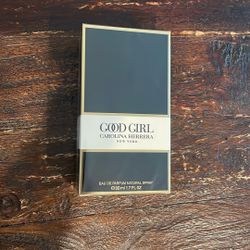 GOOD GIRL
CAROLINA HERRERA
NEW YORK
EAU DE PARFUM NATURAL SPRAY
50ml 1.7 FL.OZ.